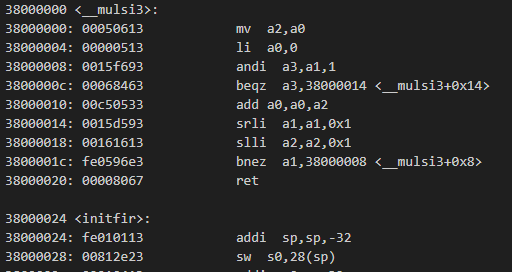 38000000 <__mulsi3>:
38000000: 00050613 mv a2,a0
38000004: 00000513 li a0,0
38000008: 0015f693 andi a3,a1,1
3800000c: 00068463 beqz a3,38000014 <__mulsi3+0x14>
38000010: 00c50533 add a0,a0,a2
38000014: 0015d593 srli a1,a1,0x1
38000018: 00161613 slli a2,a2,0x1
3800001c: fe0596e3 bnez a1,38000008 <__mulsi3+0x8>
38000020: 00008067 ret
38000024 <initfir>:
38000024: fe010113 addi sp,sp,-32
38000028: 00812e23 sw s0,28(sp)